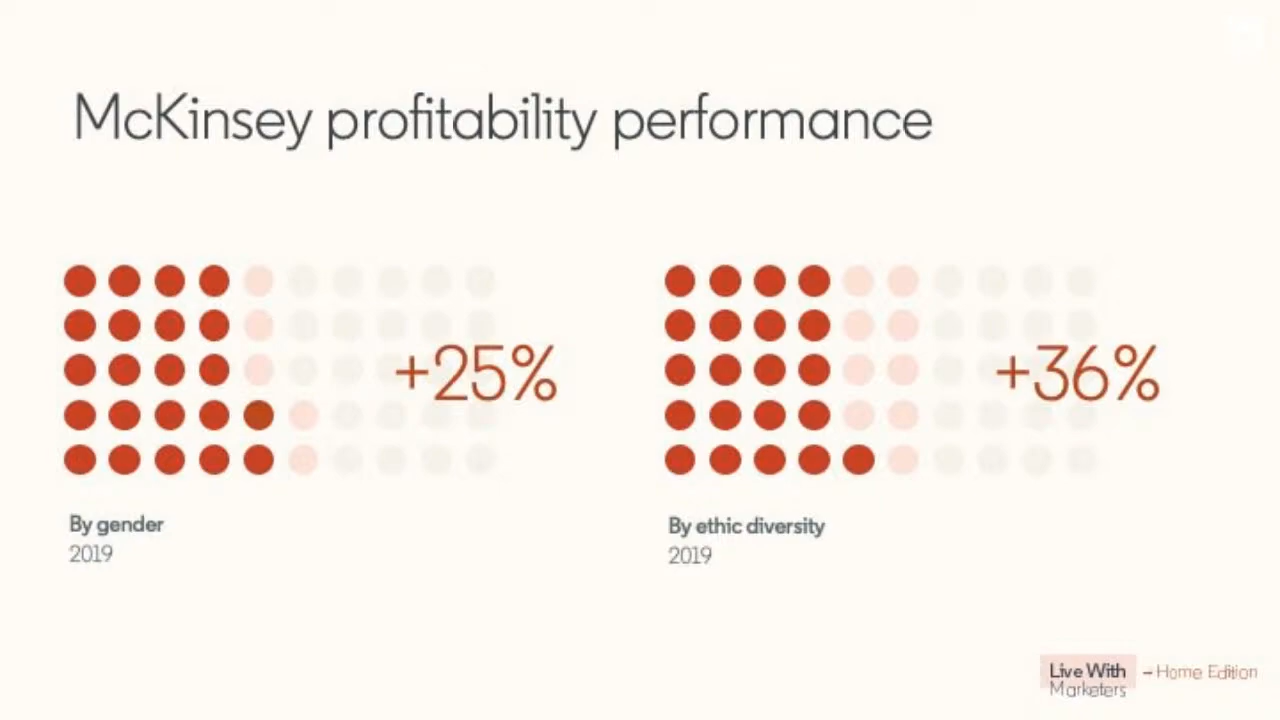 McKinsey profitability performance
+25%
+36%
By gender
2019
By ethic diversity
2019
Live With
Marketers
– Home Edition